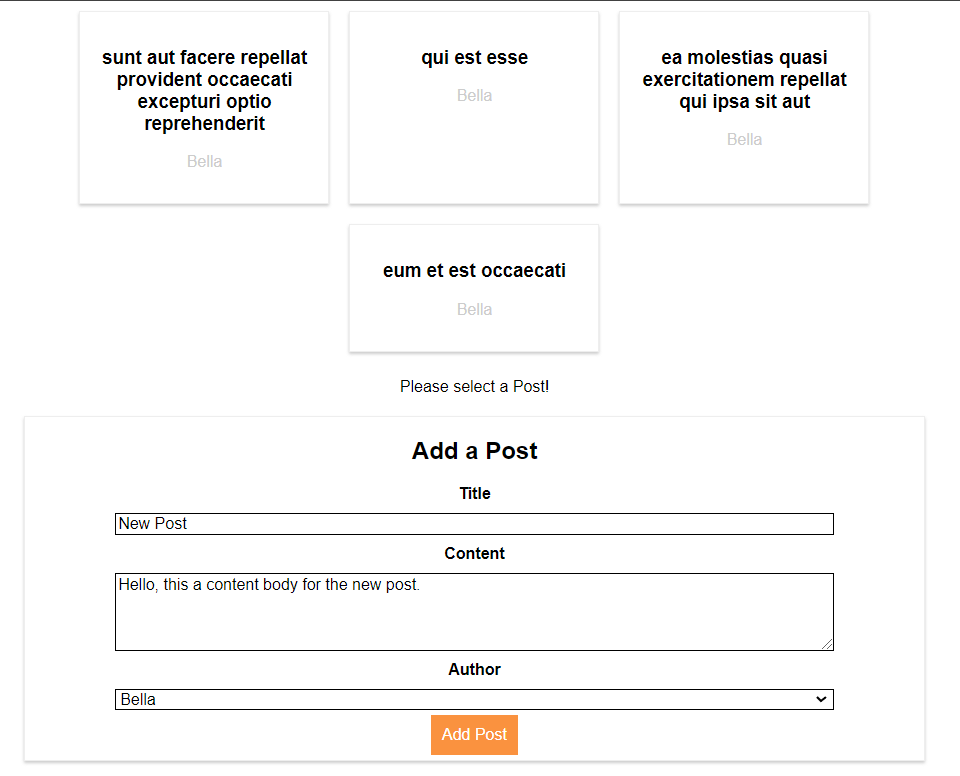 sunt aut facere repellat
provident occaecati
excepturi optio
reprehenderit
Bella
qui est esse
Bella
ea molestias quasi
exercitationem repellat
qui ipsa sit aut
Bella
eum et est occaecati
Bella
Please select a Post!
Add a Post
Title
New Post
Content
Hello, this a content body for the new post.
Author
Bella
Add Post